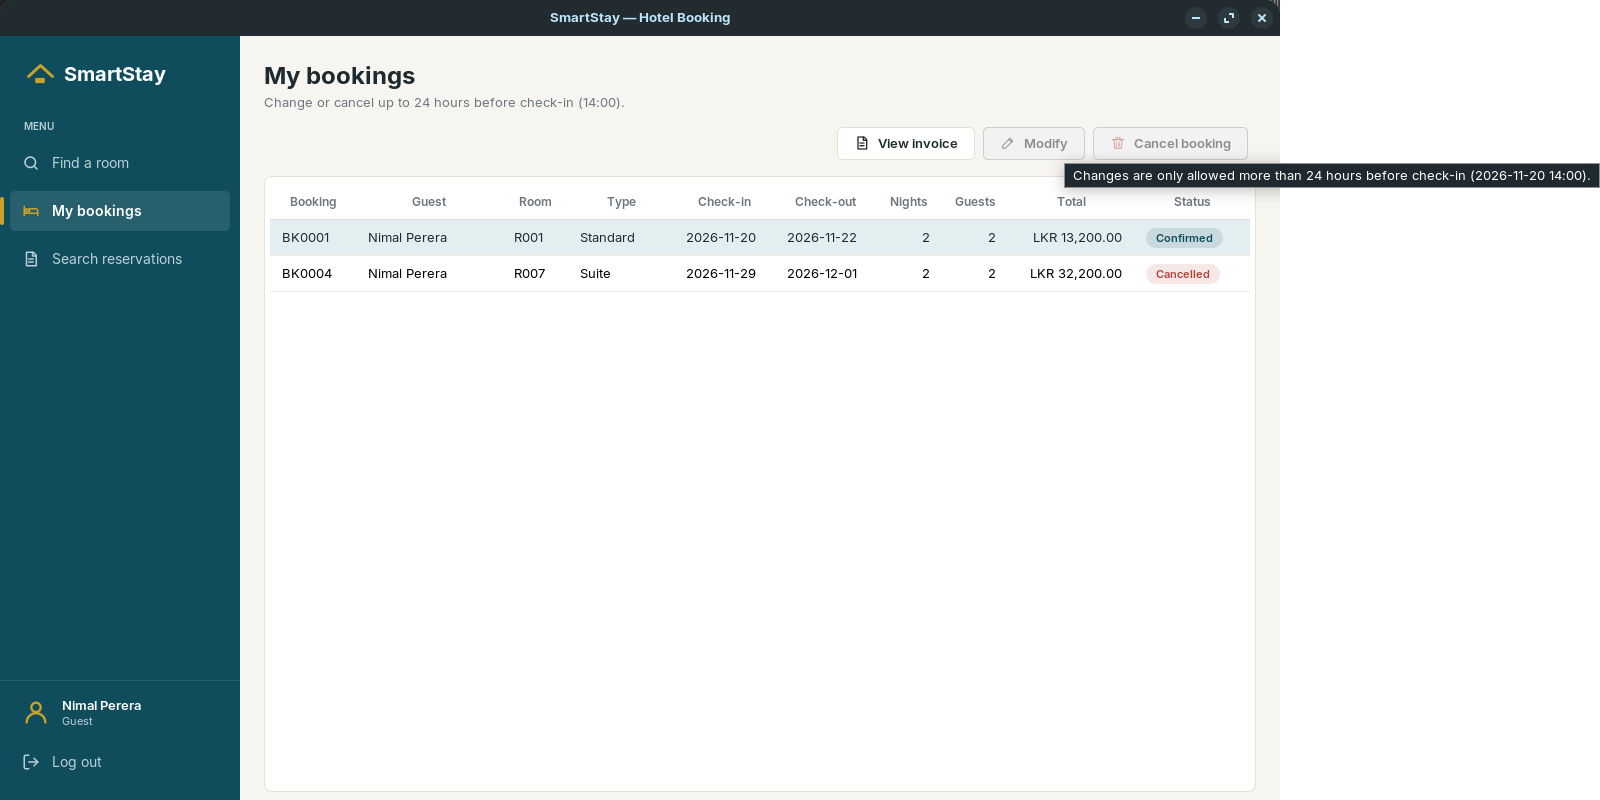 SmartStay — Hotel Booking
SmartStay
MENU
Find a room
My bookings
Search reservations
Nimal Perera
Guest
Log out
My bookings
Change or cancel up to 24 hours before check-in (14:00).
View invoice Modify Cancel booking
Changes are only allowed more than 24 hours before check-in (2026-11-20 14:00).
Booking Guest Room Type Check-in Check-out Nights Guests Total Status
BK0001 Nimal Perera R001 Standard 2026-11-20 2026-11-22 2 2 LKR 13,200.00 Confirmed
BK0004 Nimal Perera R007 Suite 2026-11-29 2026-12-01 2 2 LKR 32,200.00 Cancelled